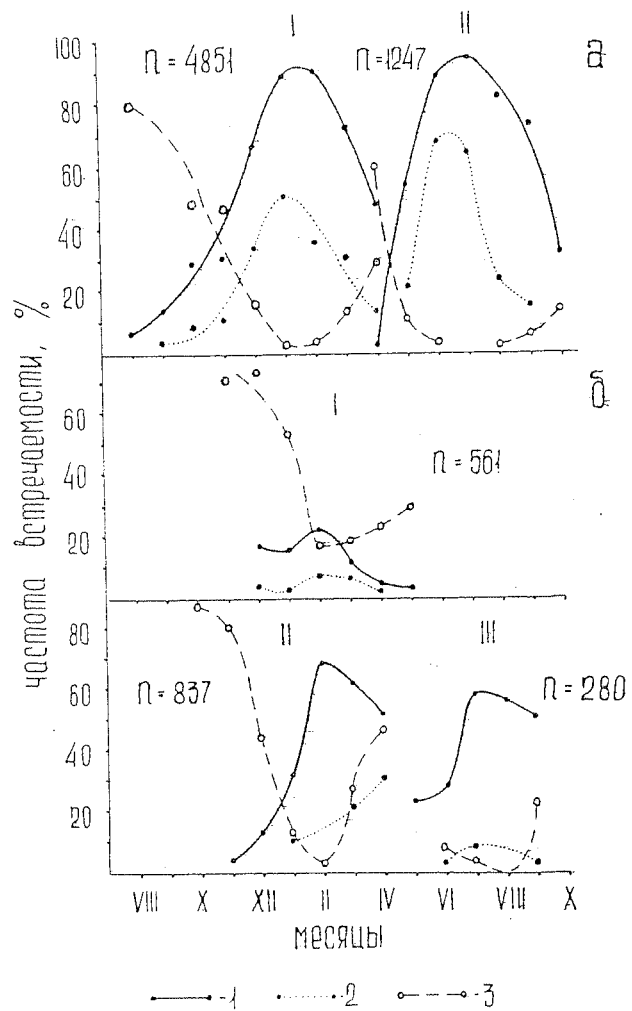 I II
100 n = 4851 n=1247 а
80
60
40
20
частота встречаемости, %
I б
60 n = 561
40
20
II III
80
n = 837 n = 280
60
40
20
VIII X XII II IV VI VIII X
месяцы
-1 -2 -3